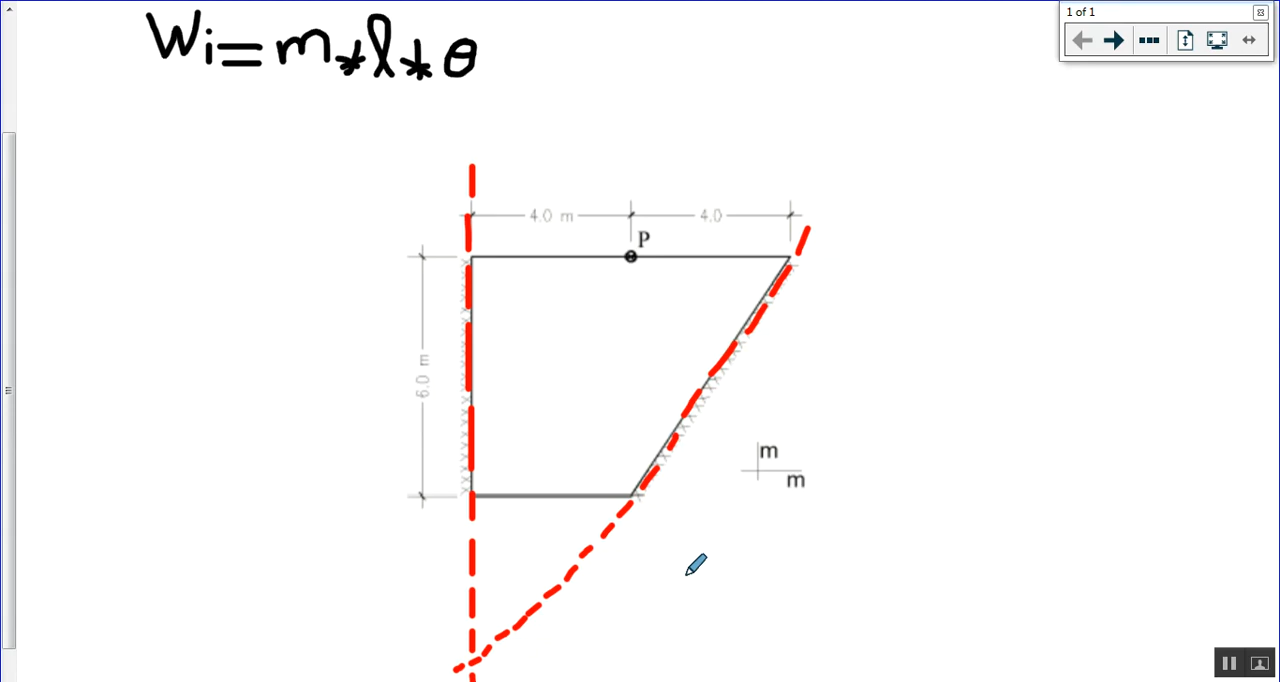 1 of 1
Wi=m*l*θ
4.0 m
4.0
P
6.0 m
m
m